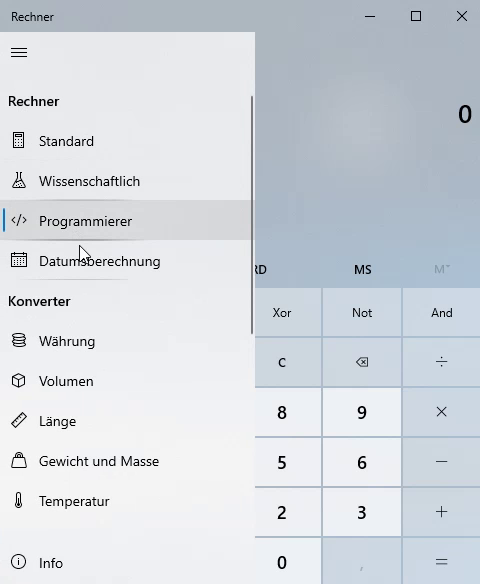 Rechner
Rechner
Standard
Wissenschaftlich
Programmierer
Datumsberechnung
Konverter
Währung
Volumen
Länge
Gewicht und Masse
Temperatur
Info
0
RD MS M˅
Xor Not And
C ÷
8 9 ×
5 6 −
2 3 +
0 , =